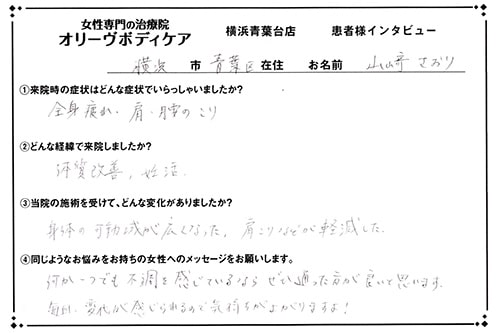 女性専門の治療院
オリーヴボディケア
横浜青葉台店
患者様インタビュー
横浜 市 青葉区 在住 お名前 山崎 さおり
①来院時の症状はどんな症状でいらっしゃいましたか?
全身疲れ・肩・腰のこり
②どんな経緯で来院しましたか?
体質改善, 妊活.
③当院の施術を受けて、どんな変化がありましたか?
身体の可動域が広くなった, 肩こりなどが軽減した.
④同じようなお悩みをお持ちの女性へのメッセージをお願いします。
何か一つでも不調を感じているなら ぜひ通った方が良いと思います.
毎回, 変化が感じられるので気持ちが上がりますよ!